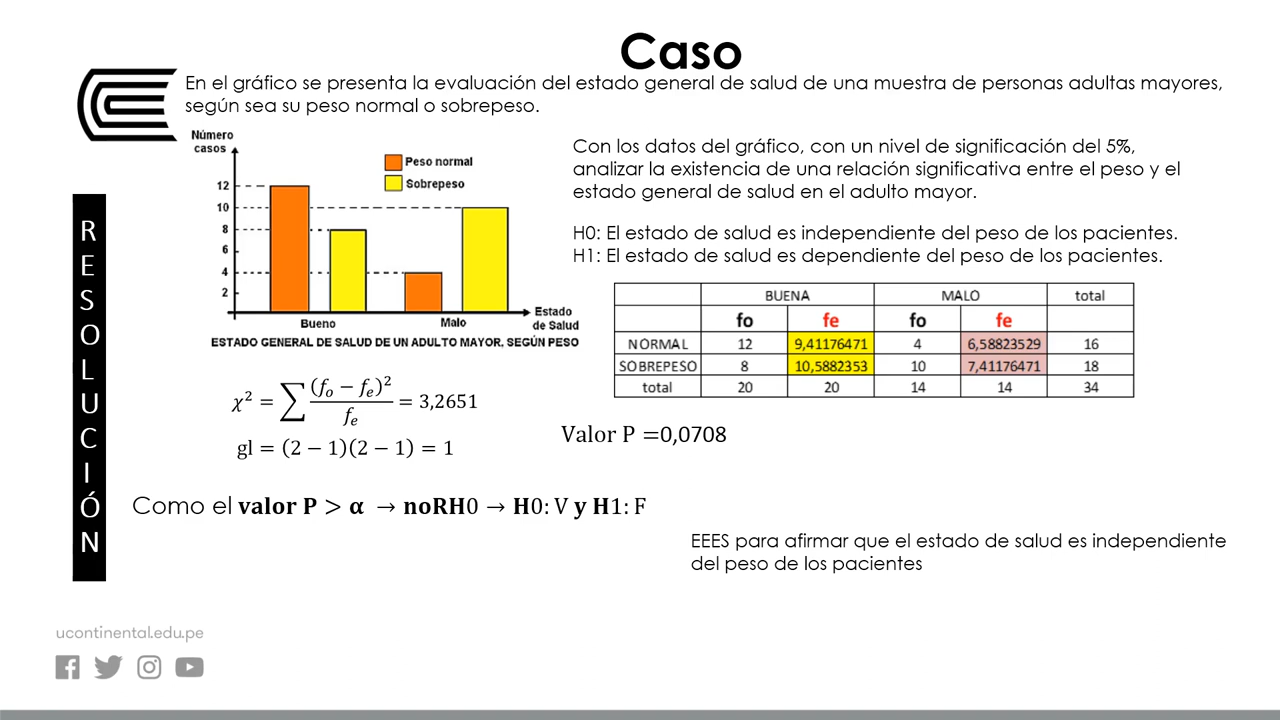 Caso
En el gráfico se presenta la evaluación del estado general de salud de una muestra de personas adultas mayores,
según sea su peso normal o sobrepeso.
Número
casos
12
10
8
6
4
2
Peso normal
Sobrepeso
Bueno
Malo
Estado
de Salud
ESTADO GENERAL DE SALUD DE UN ADULTO MAYOR, SEGÚN PESO
Con los datos del gráfico, con un nivel de significación del 5%,
analizar la existencia de una relación significativa entre el peso y el
estado general de salud en el adulto mayor.
H0: El estado de salud es independiente del peso de los pacientes.
H1: El estado de salud es dependiente del peso de los pacientes.
BUENA MALO total
fo fe fo fe
NORMAL 12 9,41176471 4 6,58823529 16
SOBREPESO 8 10,5882353 10 7,41176471 18
total 20 20 14 14 34
χ² = ∑ (fₒ − fₑ)² / fₑ = 3,2651
gl = (2 − 1)(2 − 1) = 1
Valor P =0,0708
Como el valor P > α → noRH0 → H0: V y H1: F
EEES para afirmar que el estado de salud es independiente
del peso de los pacientes
RESOLUCIÓN
ucontinental.edu.pe